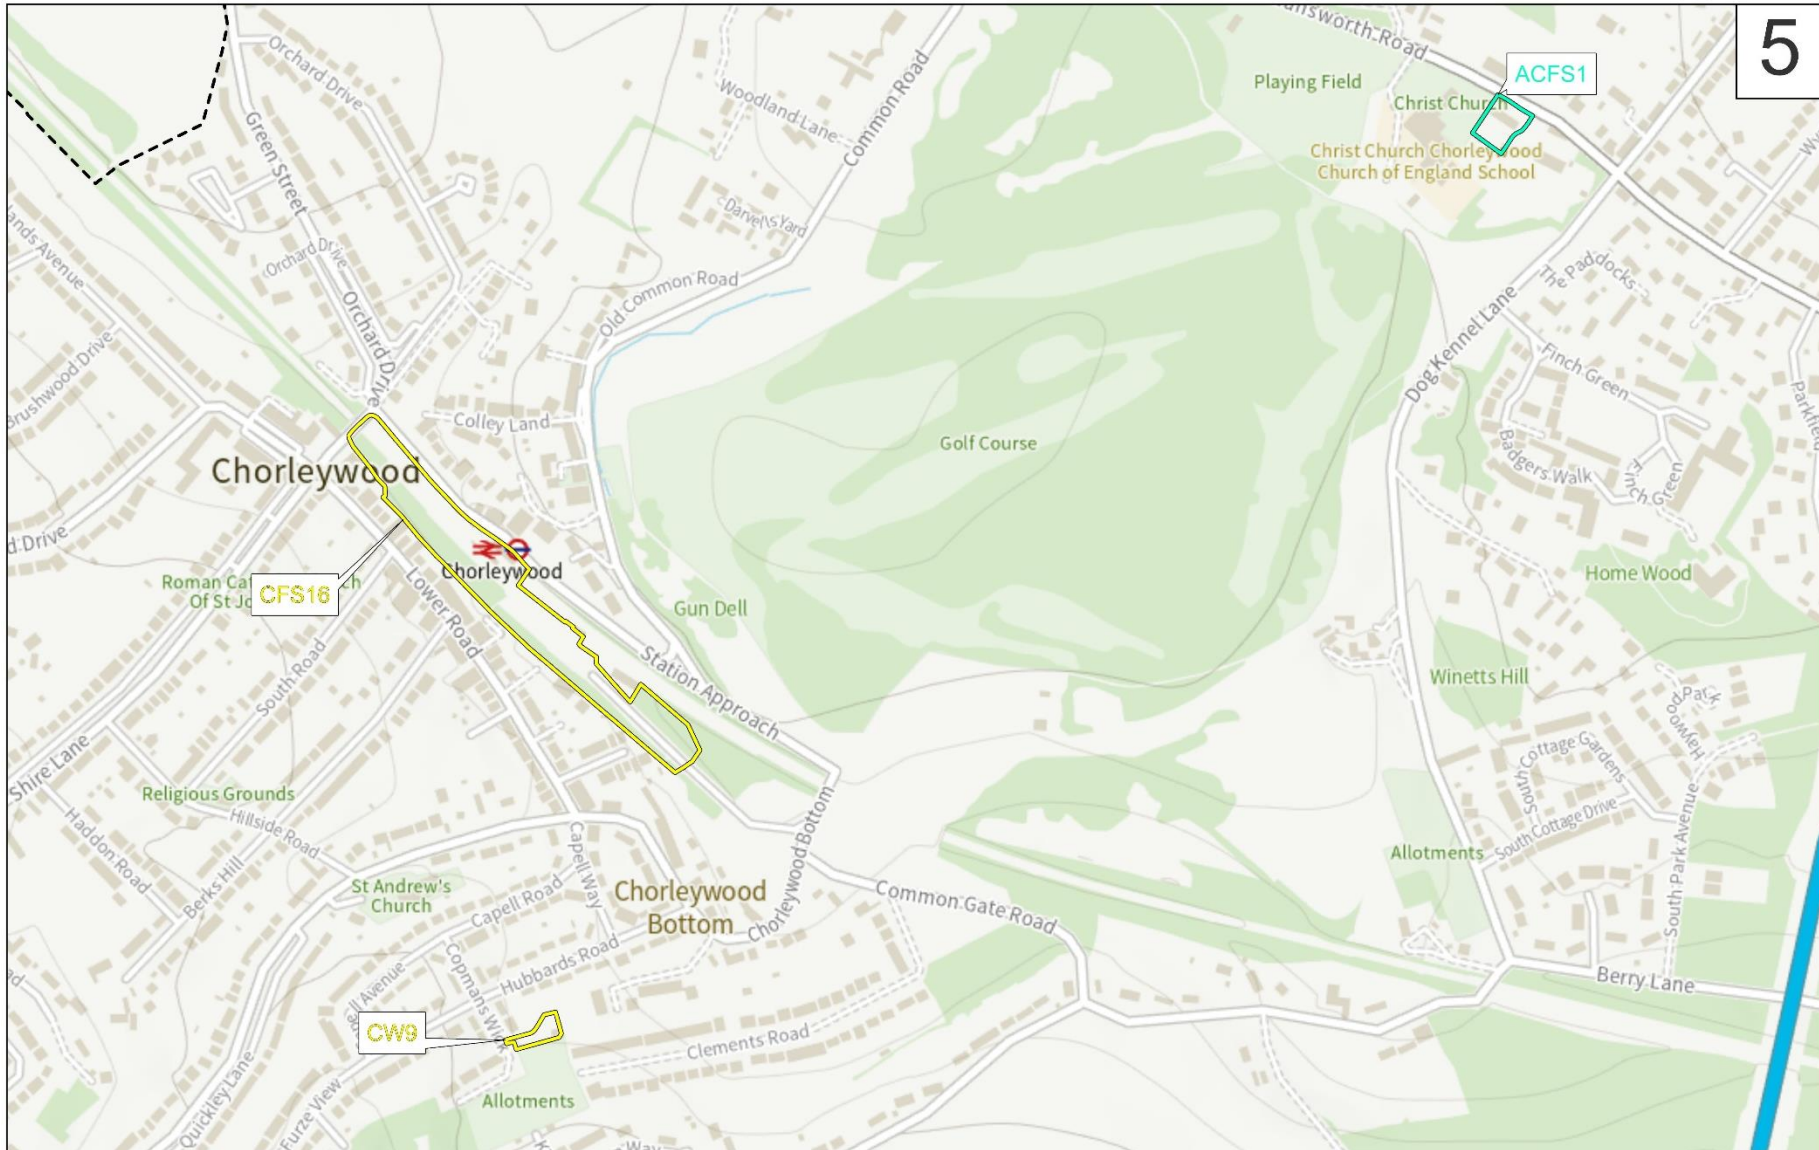 5
Orchard Drive
Woodland Lane
Common Road
Playing Field
ACFS1
Christ Church
Christ Church Chorleywood
Church of England School
Green Street
Darvel's Yard
Orchard Drive
Orchard Drive
Old Common Road
The Paddocks
Dog Kennel Lane
Finch Green
Brushwood Drive
Colley Land
Golf Course
Chorleywood
Badgers Walk
Finch Green
Chorleywood
CFS16
Of St
Lower Road
Gun Dell
Home Wood
South Road
Station Approach
Winetts Hill
Shire Lane
Religious Grounds
Hillside Road
Haddon Road
Berks Hill
St Andrew's
Church
Capell Way
Capell Road
Chorleywood
Bottom
Chorleywood Bottom
Common Gate Road
Allotments
South Cottage Gardens
South Cottage Drive
South Park Avenue
Copmans Wick
Hubbards Road
Berry Lane
CW9
Clements Road
Allotments
Quickley Lane
Furze View